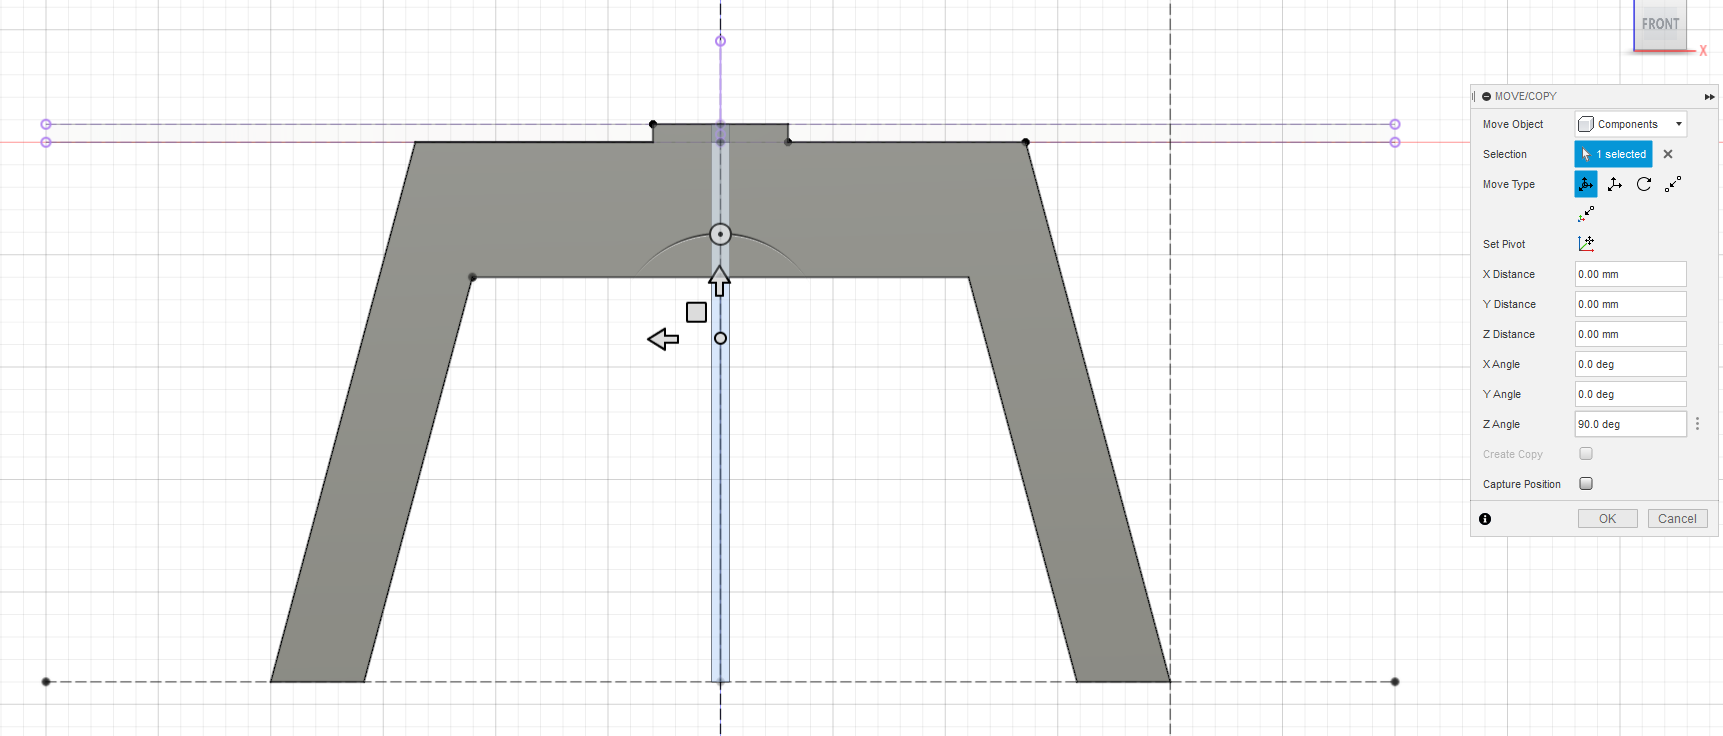 FRONT
X
MOVE/COPY
Move Object Components
Selection 1 selected
Move Type
Set Pivot
X Distance 0.00 mm
Y Distance 0.00 mm
Z Distance 0.00 mm
X Angle 0.0 deg
Y Angle 0.0 deg
Z Angle 90.0 deg
Create Copy
Capture Position
OK Cancel